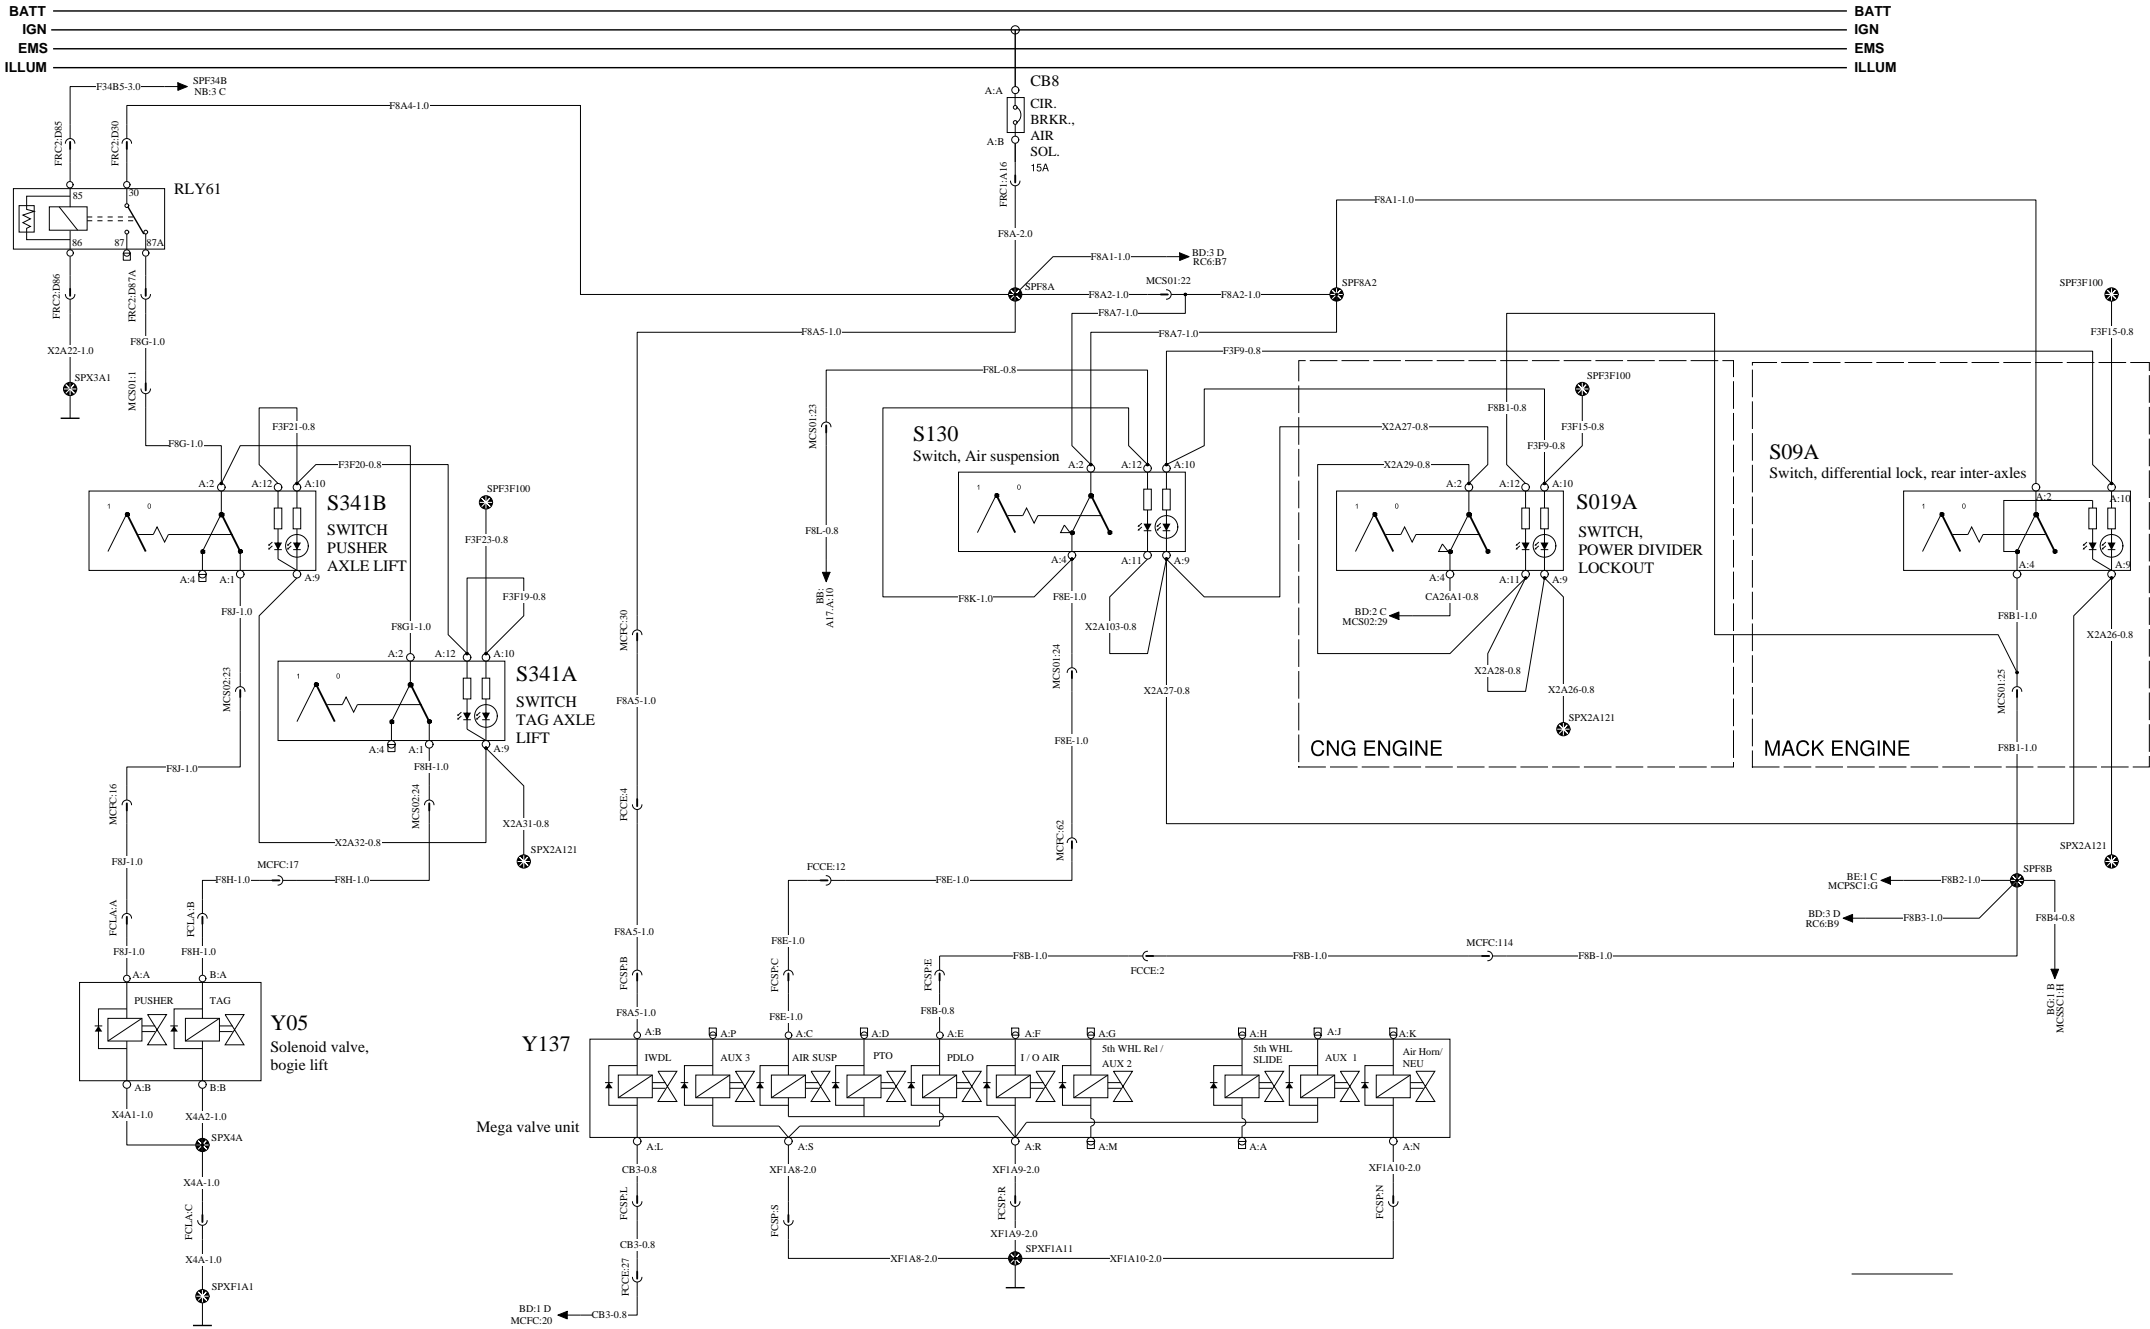 BATT
BATT
IGN
IGN
EMS
EMS
ILLUM
ILLUM
F34B5-3.0
SPF34B
NB:3 C
F8A4-1.0
FRC2:D85
FRC2:D30
RLY61
85
30
86
87
87A
FRC2:D86
FRC2:D87A
X2A22-1.0
F8G-1.0
SPX3A1
MCS01:1
F8G-1.0
A:A
CB8
CIR.
BRKR.,
AIR
SOL.
15A
A:B
FRC1:A16
F8A-2.0
SPF8A
F8A1-1.0
BD:3 D
RC6:B7
F8A2-1.0
MCS01:22
F8A2-1.0
SPF8A2
F8A1-1.0
F8A7-1.0
F8A7-1.0
F8A5-1.0
F3F9-0.8
F8L-0.8
MCS01:23
F8L-0.8
BB:
A17.A:10
F3F21-0.8
F3F20-0.8
A:2
A:12
A:10
1
0
S341B
SWITCH
PUSHER
AXLE LIFT
A:4
A:1
A:9
SPF3F100
F3F23-0.8
F3F19-0.8
F8J-1.0
F8G1-1.0
A:2
A:12
A:10
1
0
S341A
SWITCH
TAG AXLE
LIFT
A:4
A:1
A:9
MCS02:23
F8J-1.0
F8H-1.0
MCS02:24
X2A31-0.8
SPX2A121
X2A32-0.8
MCFC:16
F8J-1.0
MCFC:17
F8H-1.0
F8H-1.0
FCLA:A
FCLA:B
F8J-1.0
F8H-1.0
A:A
B:A
PUSHER
TAG
Y05
Solenoid valve,
bogie lift
A:B
B:B
X4A1-1.0
X4A2-1.0
SPX4A
X4A-1.0
FCLA:C
X4A-1.0
SPXF1A1
MCFC:30
F8A5-1.0
FCCE:4
F8A5-1.0
FCSP:B
F8A5-1.0
S130
Switch, Air suspension
A:2
A:12
A:10
1
0
A:4
A:11
A:9
F8K-1.0
F8E-1.0
X2A103-0.8
MCS01:24
X2A27-0.8
F8E-1.0
MCFC:62
FCCE:12
F8E-1.0
F8E-1.0
FCSP:C
F8E-1.0
X2A27-0.8
X2A29-0.8
F8B1-0.8
SPF3F100
F3F15-0.8
F3F9-0.8
A:2
A:12
A:10
1
0
S019A
SWITCH,
POWER DIVIDER
LOCKOUT
A:4
A:11
A:9
CA26A1-0.8
BD:2 C
MCS02:29
X2A28-0.8
X2A26-0.8
SPX2A121
CNG ENGINE
SPF3F100
F3F15-0.8
S09A
Switch, differential lock, rear inter-axles
A:2
A:10
1
0
A:4
A:9
F8B1-1.0
X2A26-0.8
MCS01:25
F8B1-1.0
MACK ENGINE
SPX2A121
SPF8B
BE:1 C
MCPSC1:G
F8B2-1.0
BD:3 D
RC6:B9
F8B3-1.0
F8B4-0.8
BG:1 B
MCSSC1:H
F8B-1.0
FCCE:2
F8B-1.0
MCFC:114
F8B-1.0
FCSP:E
F8B-0.8
Y137
Mega valve unit
A:B
A:P
A:C
A:D
A:E
A:F
A:G
A:H
A:J
A:K
IWDL
AUX 3
AIR SUSP
PTO
PDLO
I / O AIR
5th WHL Rel /
AUX 2
5th WHL
SLIDE
AUX 1
Air Horn/
NEU
A:L
A:S
A:R
A:M
A:A
A:N
CB3-0.8
XF1A8-2.0
XF1A9-2.0
XF1A10-2.0
FCSP:L
FCSP:S
FCSP:R
FCSP:N
CB3-0.8
XF1A9-2.0
XF1A8-2.0
SPXF1A11
XF1A10-2.0
FCCE:27
BD:1 D
MCFC:20
CB3-0.8